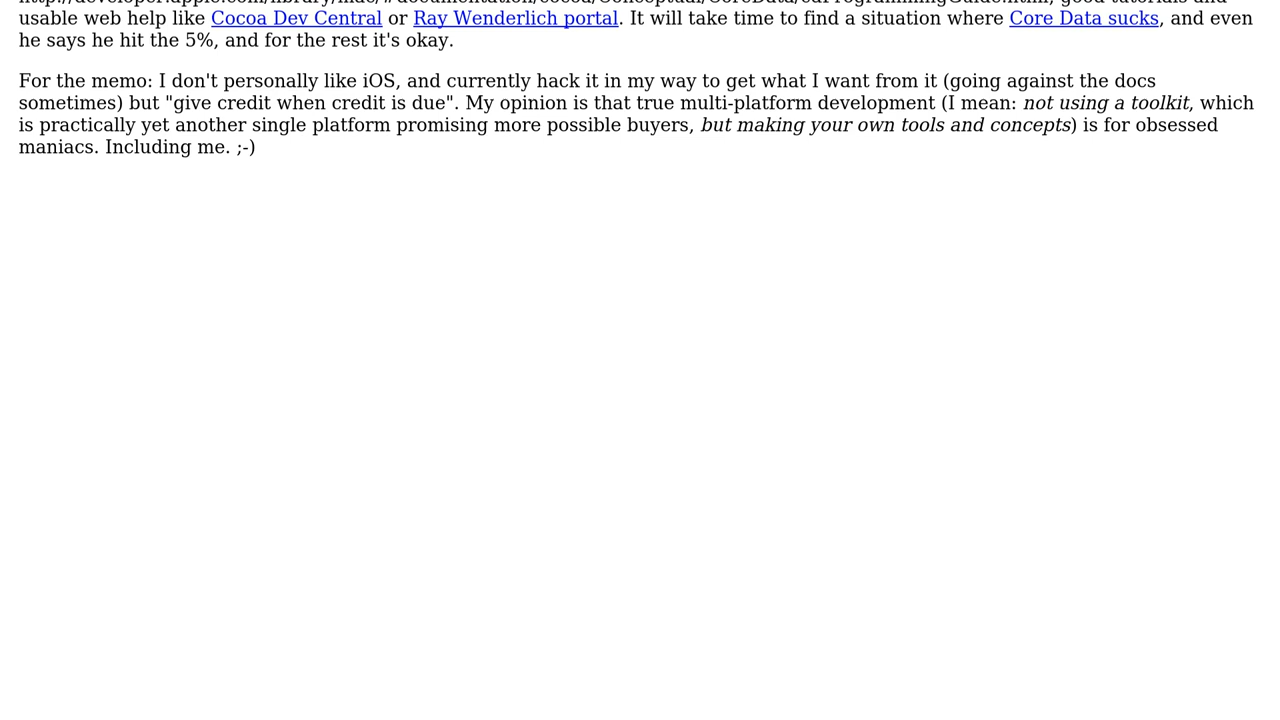 usable web help like Cocoa Dev Central or Ray Wenderlich portal. It will take time to find a situation where Core Data sucks, and even
he says he hit the 5%, and for the rest it's okay.
For the memo: I don't personally like iOS, and currently hack it in my way to get what I want from it (going against the docs
sometimes) but "give credit when credit is due". My opinion is that true multi-platform development (I mean: not using a toolkit, which
is practically yet another single platform promising more possible buyers, but making your own tools and concepts) is for obsessed
maniacs. Including me. ;-)